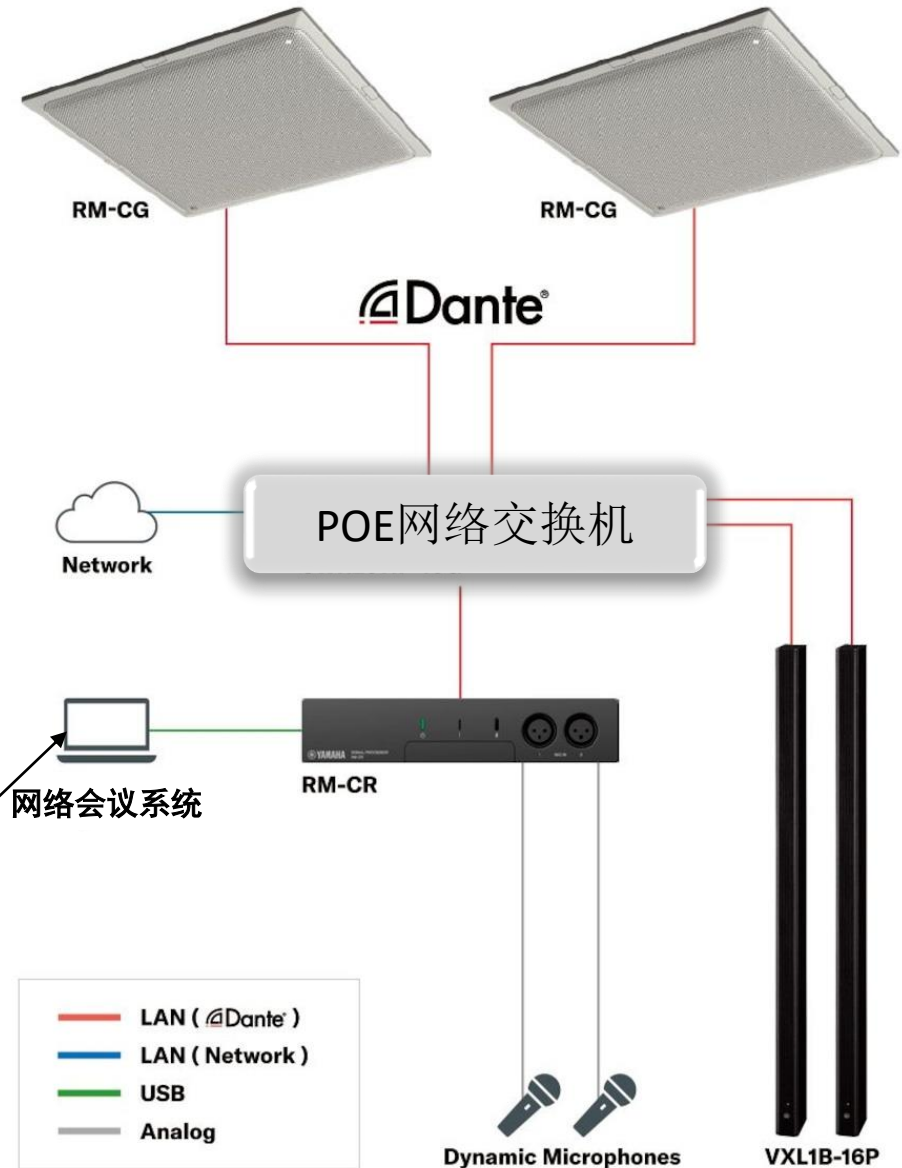 RM-CG
RM-CG
Dante®
POE网络交换机
Network
YAMAHA
RM-CR
网络会议系统
LAN ( Dante® )
LAN ( Network )
USB
Analog
Dynamic Microphones
VXL1B-16P